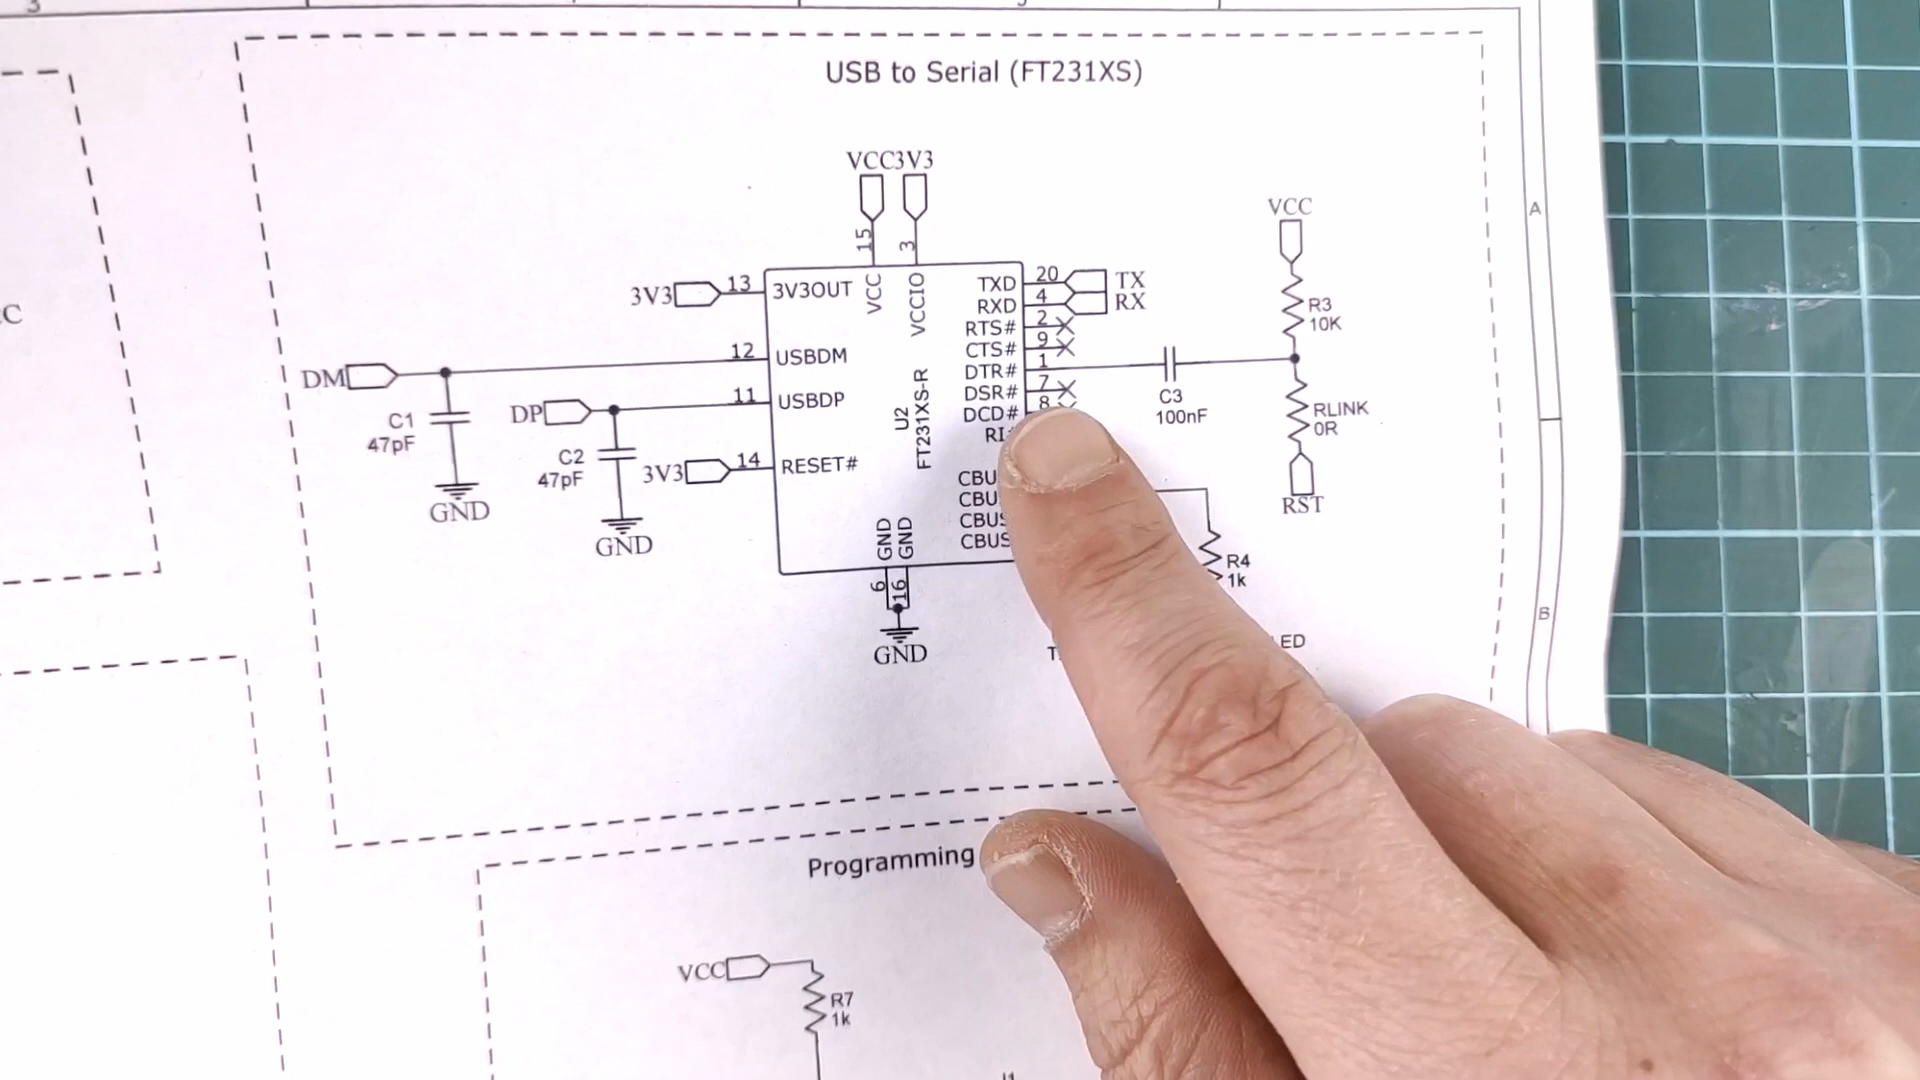 3
USB to Serial (FT231XS)
VCC3V3
15
3
VCC
VCCIO
3V3
13
3V3OUT
DM
12
USBDM
DP
11
USBDP
3V3
14
RESET#
C1
47pF
GND
C2
47pF
GND
U2
FT231XS-R
TXD
20
TX
RXD
4
RX
RTS#
2
CTS#
9
DTR#
1
DSR#
7
DCD#
8
GND
GND
6
16
GND
C3
100nF
VCC
R3
10K
RLINK
0R
RST
R4
1k
A
B
Programming
VCC
R7
1k